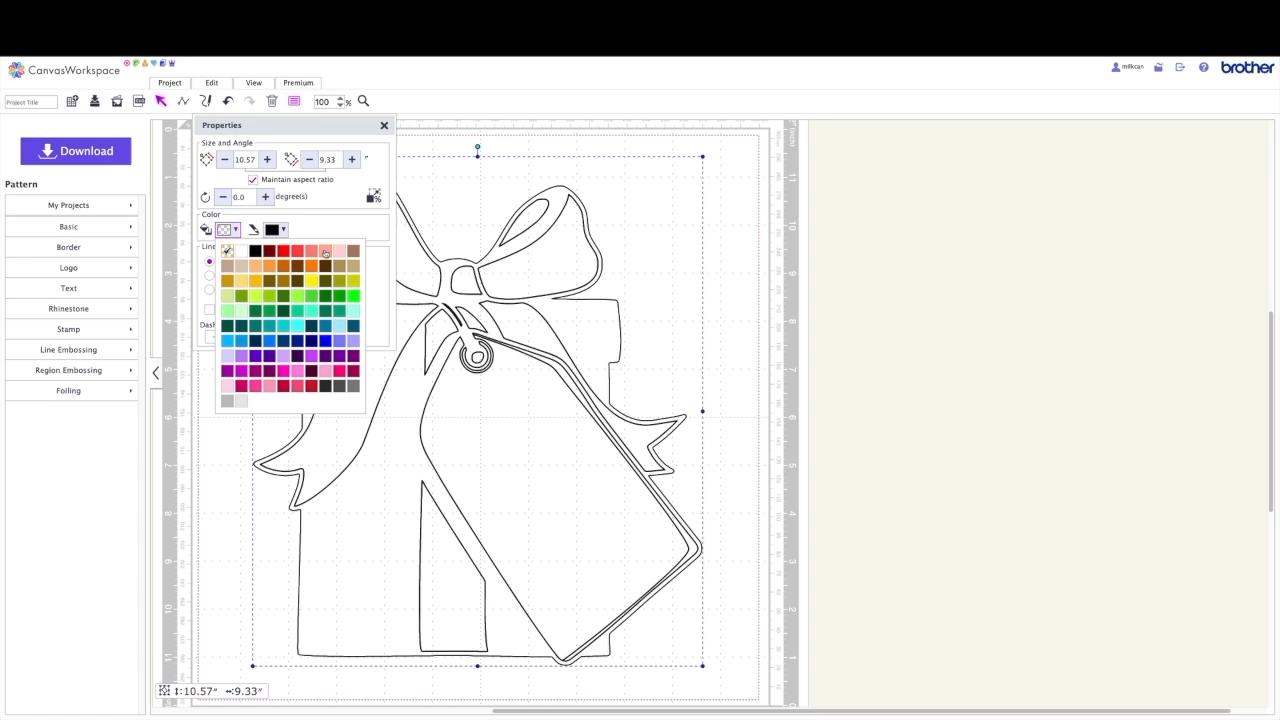 CanvasWorkspace
Project Edit View Premium
milkcan
brother
Project Title
100 %
Properties
Size and Angle
10.57 9.33 "
Maintain aspect ratio
0.0 degree(s)
Color
Line
Dash
Download
Pattern
My Projects
Basic
Border
Logo
Text
Rhinestone
Stamp
Line Embossing
Region Embossing
Foiling
:10.57" :9.33"